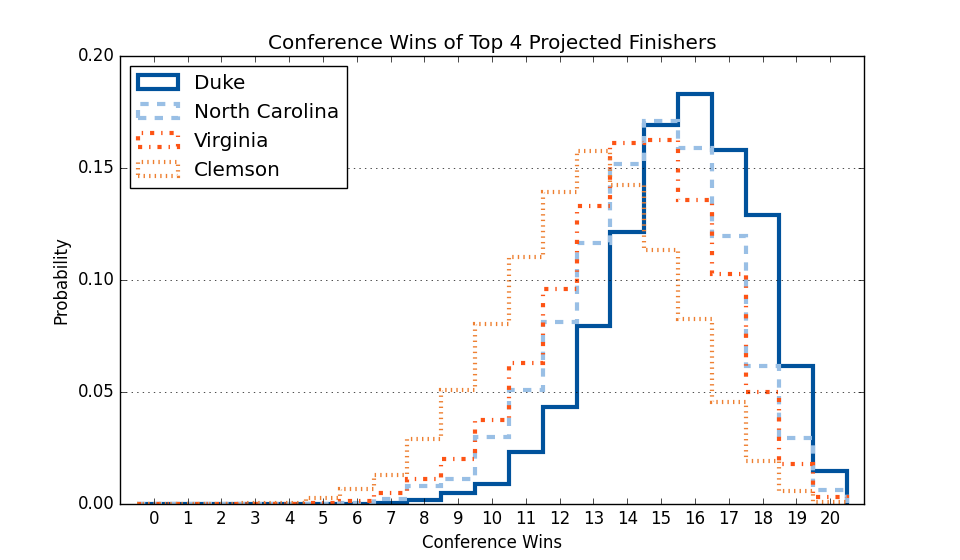 Conference Wins of Top 4 Projected Finishers
0.20
0.15
0.10
0.05
0.00
Probability
Duke
North Carolina
Virginia
Clemson
0 1 2 3 4 5 6 7 8 9 10 11 12 13 14 15 16 17 18 19 20
Conference Wins